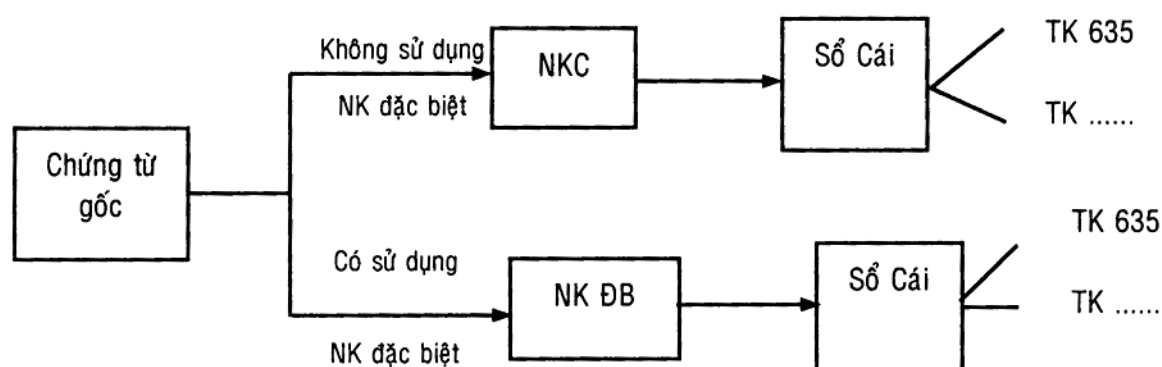 Không sử dụng
NK đặc biệt
NKC
Sổ Cái
TK 635
TK ......
Chứng từ
gốc
Có sử dụng
NK đặc biệt
NK ĐB
Sổ Cái
TK 635
TK ......